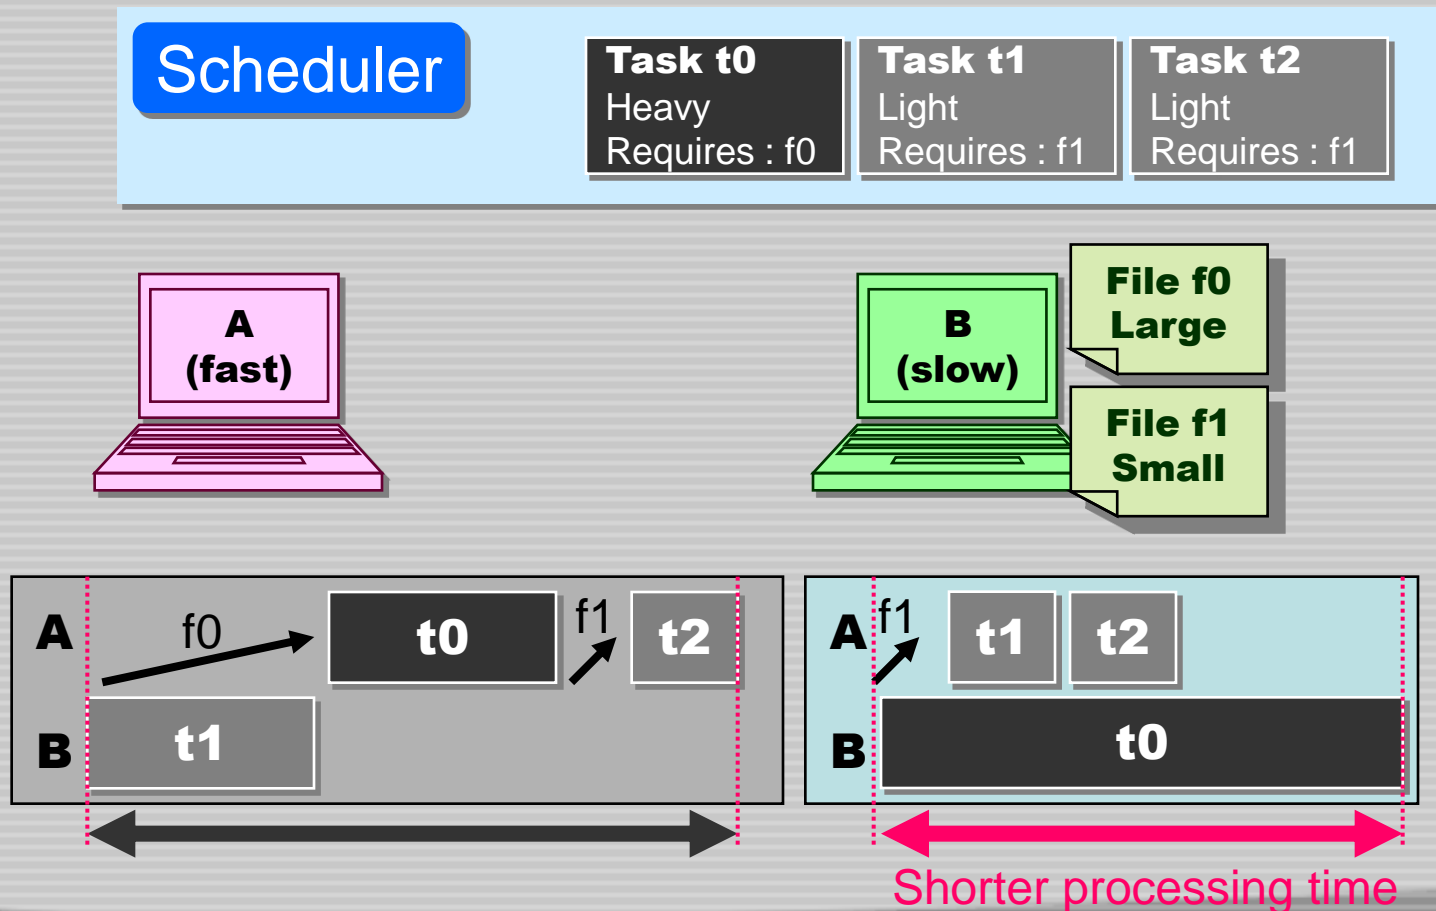 Scheduler
Task t0
Heavy
Requires : f0
Task t1
Light
Requires : f1
Task t2
Light
Requires : f1
A
(fast)
B
(slow)
File f0
Large
File f1
Small
A
f0
t0
f1
t2
B
t1
A
f1
t1
t2
B
t0
Shorter processing time